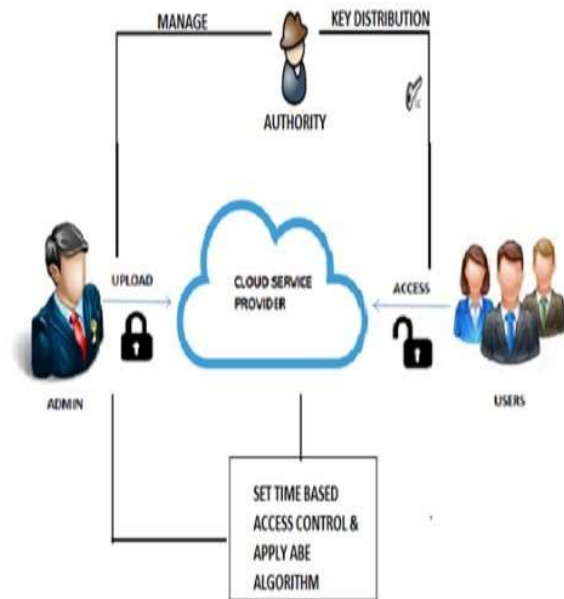 MANAGE
KEY DISTRIBUTION
AUTHORITY
UPLOAD
CLOUD SERVICE
PROVIDER
ACCESS
ADMIN
USERS
SET TIME BASED
ACCESS CONTROL &
APPLY ABE
ALGORITHM